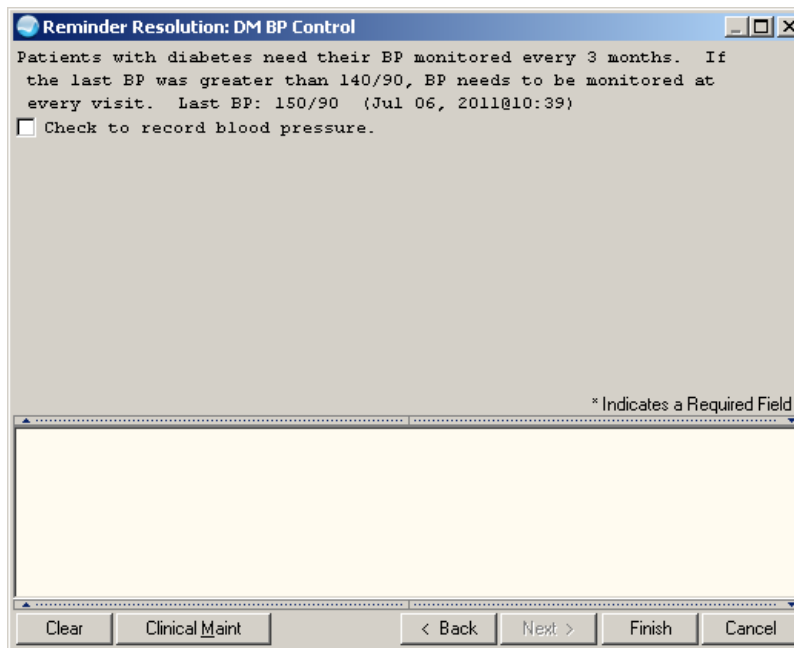 Reminder Resolution: DM BP Control
Patients with diabetes need their BP monitored every 3 months.  If
the last BP was greater than 140/90, BP needs to be monitored at
every visit.  Last BP: 150/90  (Jul 06, 2011@10:39)
Check to record blood pressure.
* Indicates a Required Field
Clear Clinical Maint < Back Next > Finish Cancel